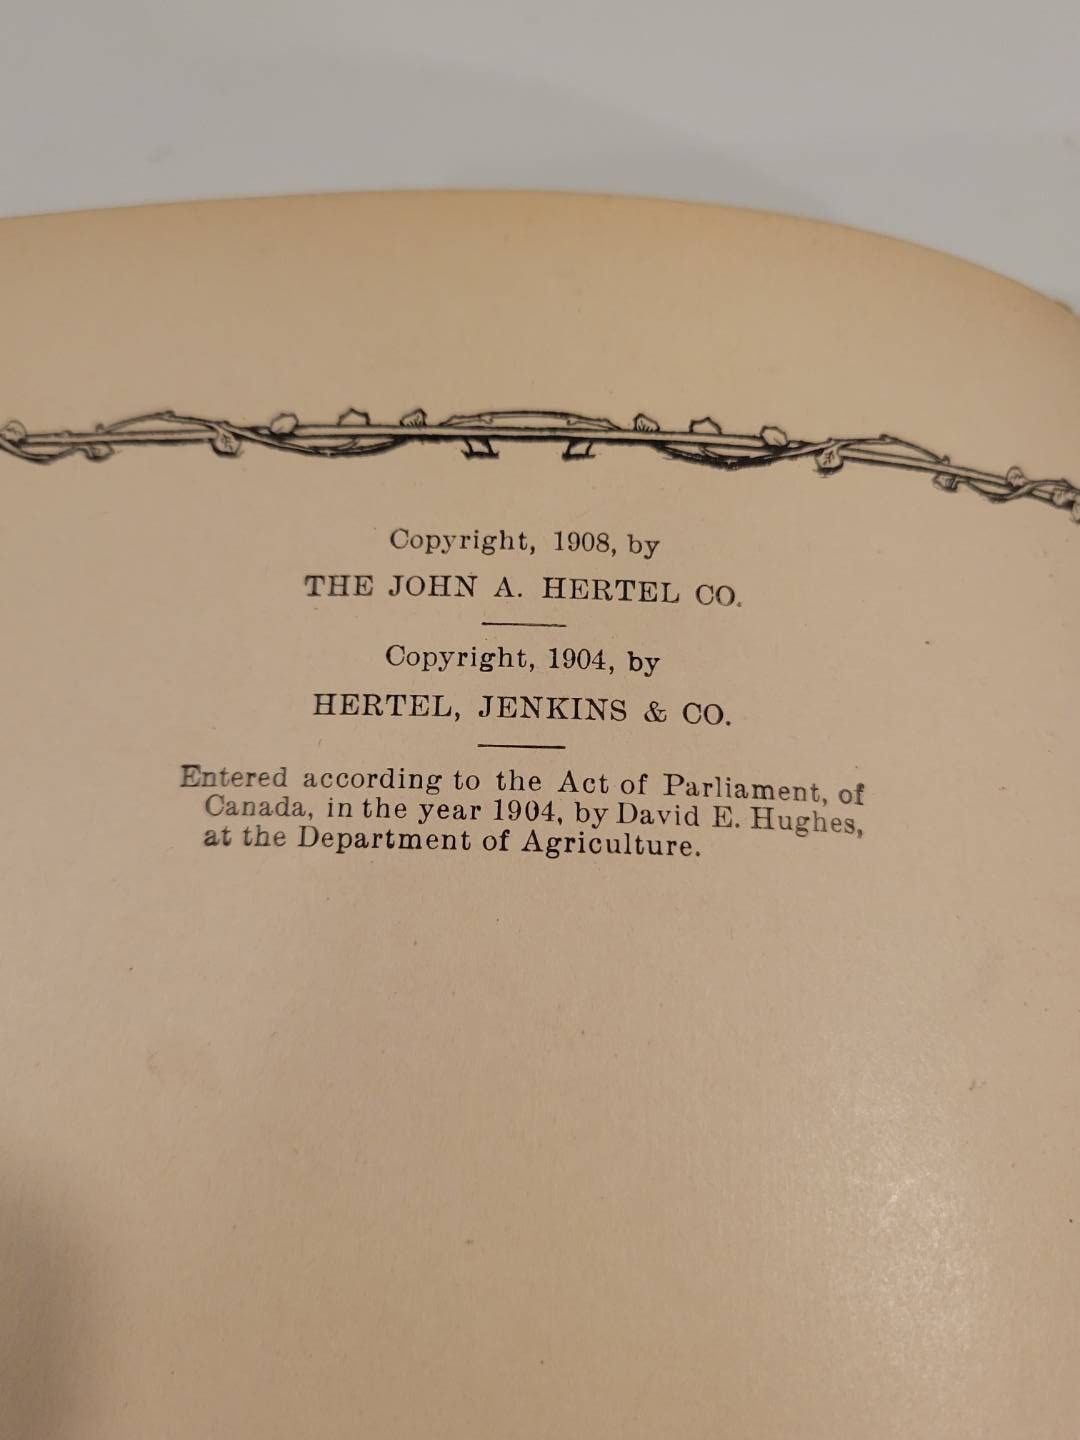 Copyright, 1908, by
THE JOHN A. HERTEL CO.
Copyright, 1904, by
HERTEL, JENKINS & CO.
Entered according to the Act of Parliament, of
Canada, in the year 1904, by David E. Hughes,
at the Department of Agriculture.